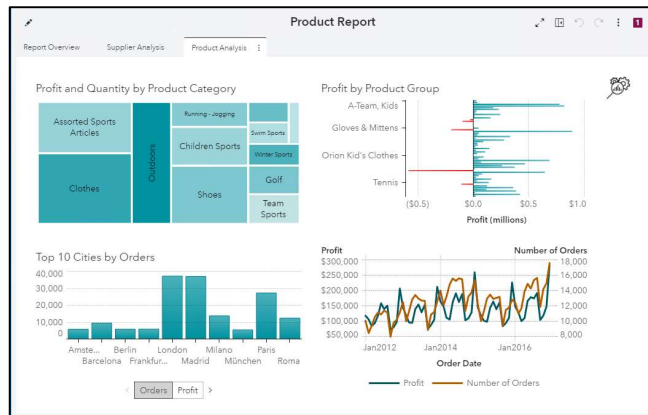 Product Report
1
Report Overview
Supplier Analysis
Product Analysis
Profit and Quantity by Product Category
Assorted Sports
Articles
Clothes
Outdoors
Running - Jogging
Children Sports
Shoes
Swim Sports
Winter Sports
Golf
Team
Sports
Profit by Product Group
A-Team, Kids
Gloves & Mittens
Orion Kid's Clothes
Tennis
($0.5) $0.0 $0.5 $1.0
Profit (millions)
Top 10 Cities by Orders
40,000
30,000
20,000
10,000
0
Amste... Berlin London Milano Paris
Barcelona Frankfur... Madrid München Roma
Orders Profit
Profit Number of Orders
$300,000 18,000
$250,000 16,000
$200,000 14,000
$150,000 12,000
$100,000 10,000
$50,000 8,000
Jan2012 Jan2014 Jan2016
Order Date
Profit Number of Orders